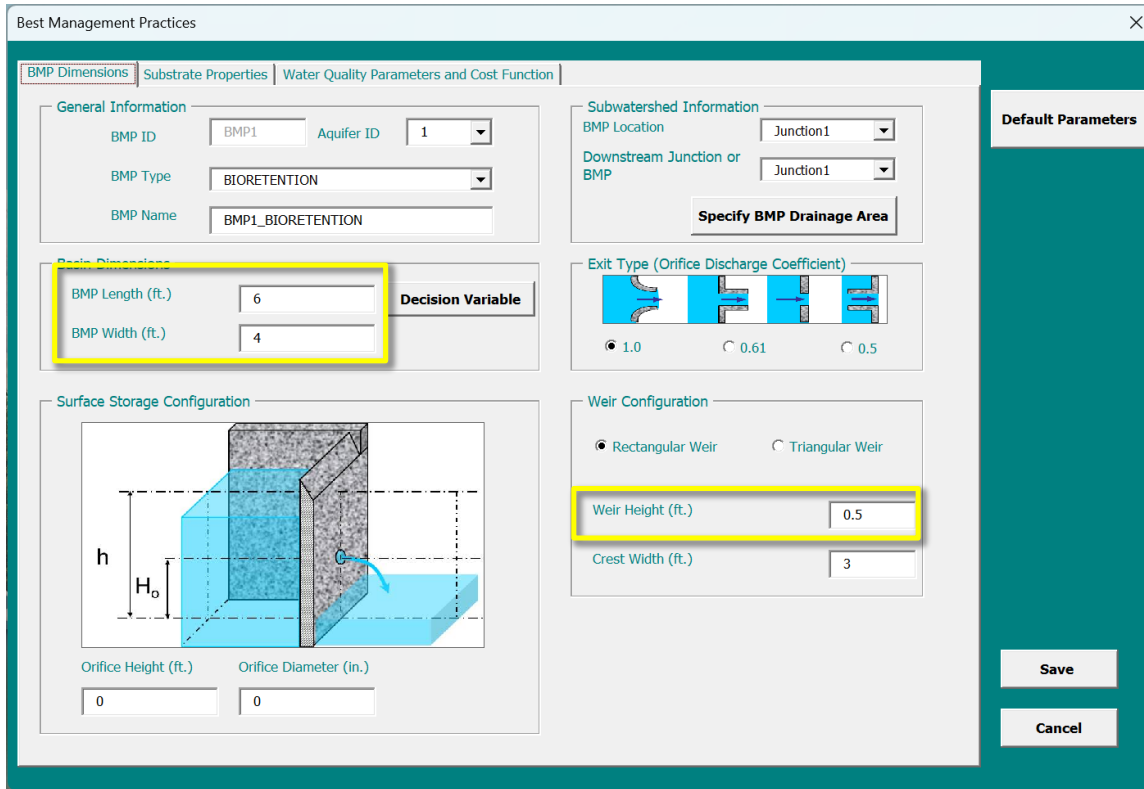 Best Management Practices
BMP Dimensions
Substrate Properties
Water Quality Parameters and Cost Function
General Information
BMP ID
BMP1
Aquifer ID
1
BMP Type
BIORETENTION
BMP Name
BMP1_BIORETENTION
Subwatershed Information
BMP Location
Junction1
Downstream Junction or
BMP
Junction1
Specify BMP Drainage Area
Default Parameters
Basin Dimensions
BMP Length (ft.)
6
Decision Variable
BMP Width (ft.)
4
Exit Type (Orifice Discharge Coefficient)
1.0
0.61
0.5
Surface Storage Configuration
h
Ho
Orifice Height (ft.)
Orifice Diameter (in.)
0
0
Weir Configuration
Rectangular Weir
Triangular Weir
Weir Height (ft.)
0.5
Crest Width (ft.)
3
Save
Cancel